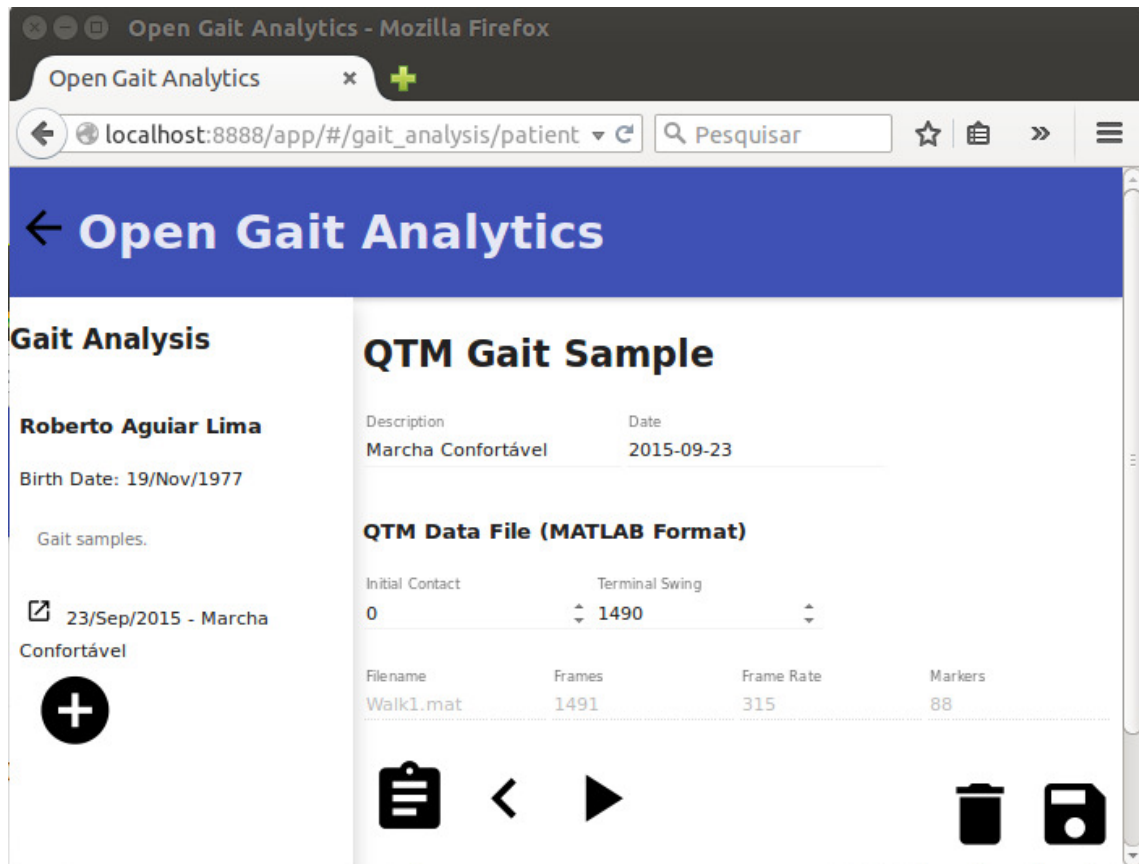 Open Gait Analytics - Mozilla Firefox
Open Gait Analytics
localhost:8888/app/#/gait_analysis/patient
Pesquisar
Open Gait Analytics
Gait Analysis
Roberto Aguiar Lima
Birth Date: 19/Nov/1977
Gait samples.
23/Sep/2015 - Marcha
Confortável
QTM Gait Sample
Description Date
Marcha Confortável 2015-09-23
QTM Data File (MATLAB Format)
Initial Contact Terminal Swing
0 1490
Filename Frames Frame Rate Markers
Walk1.mat 1491 315 88